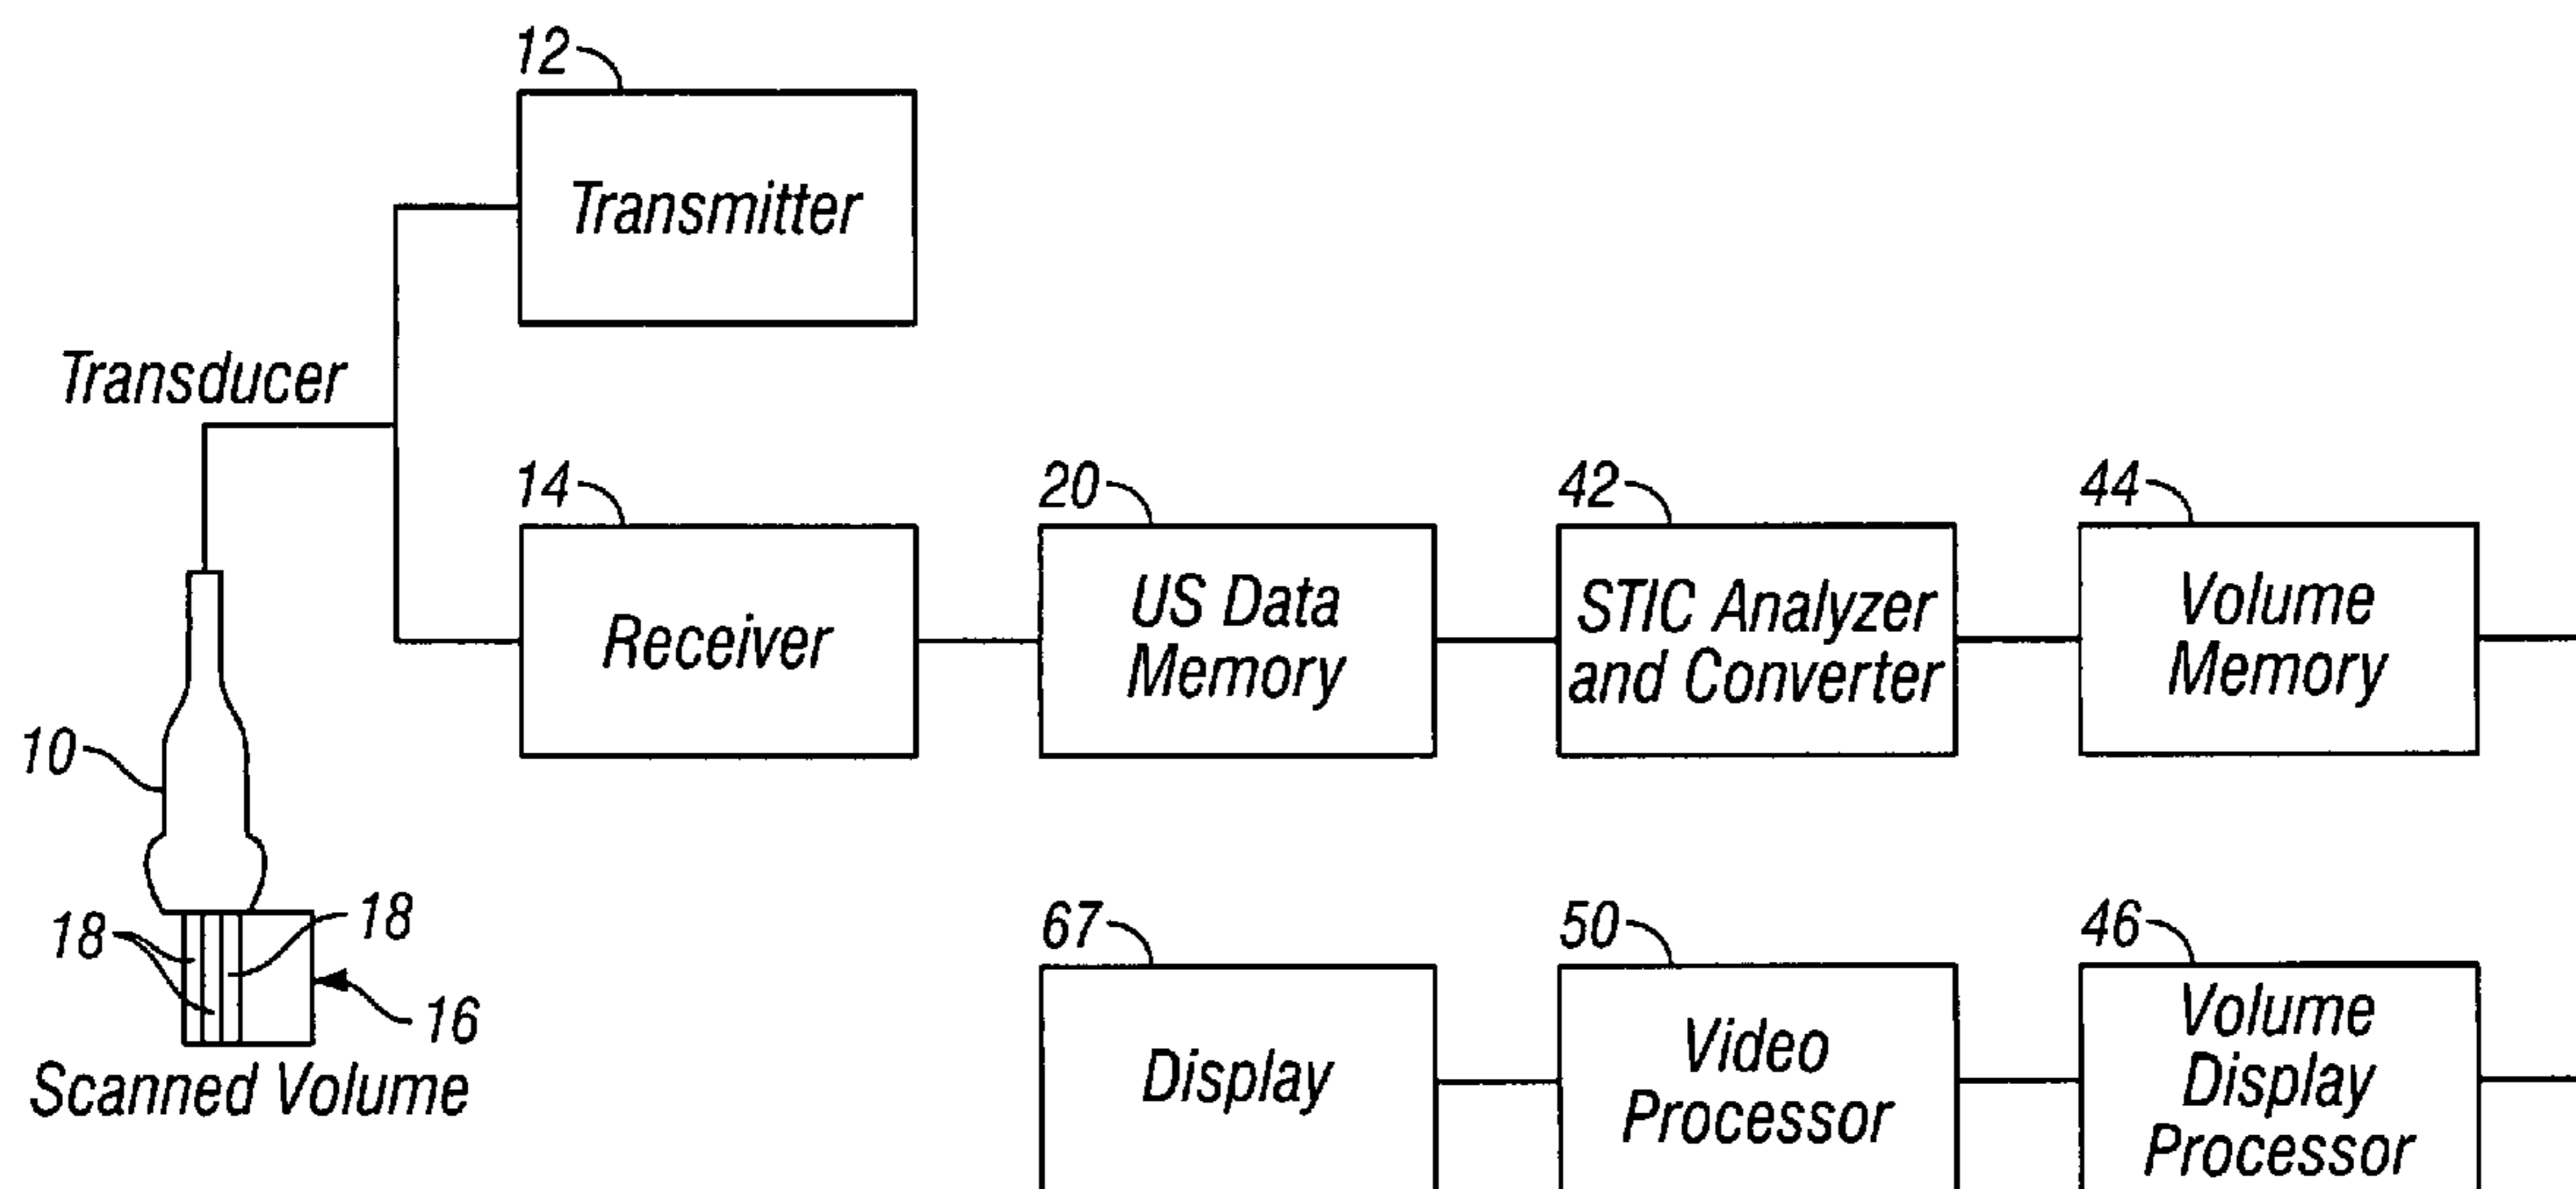 12
Transmitter
Transducer
14
20
42
44
Receiver
US Data
Memory
STIC Analyzer
and Converter
Volume
Memory
10
18
18
16
Scanned Volume
67
50
46
Display
Video
Processor
Volume
Display
Processor